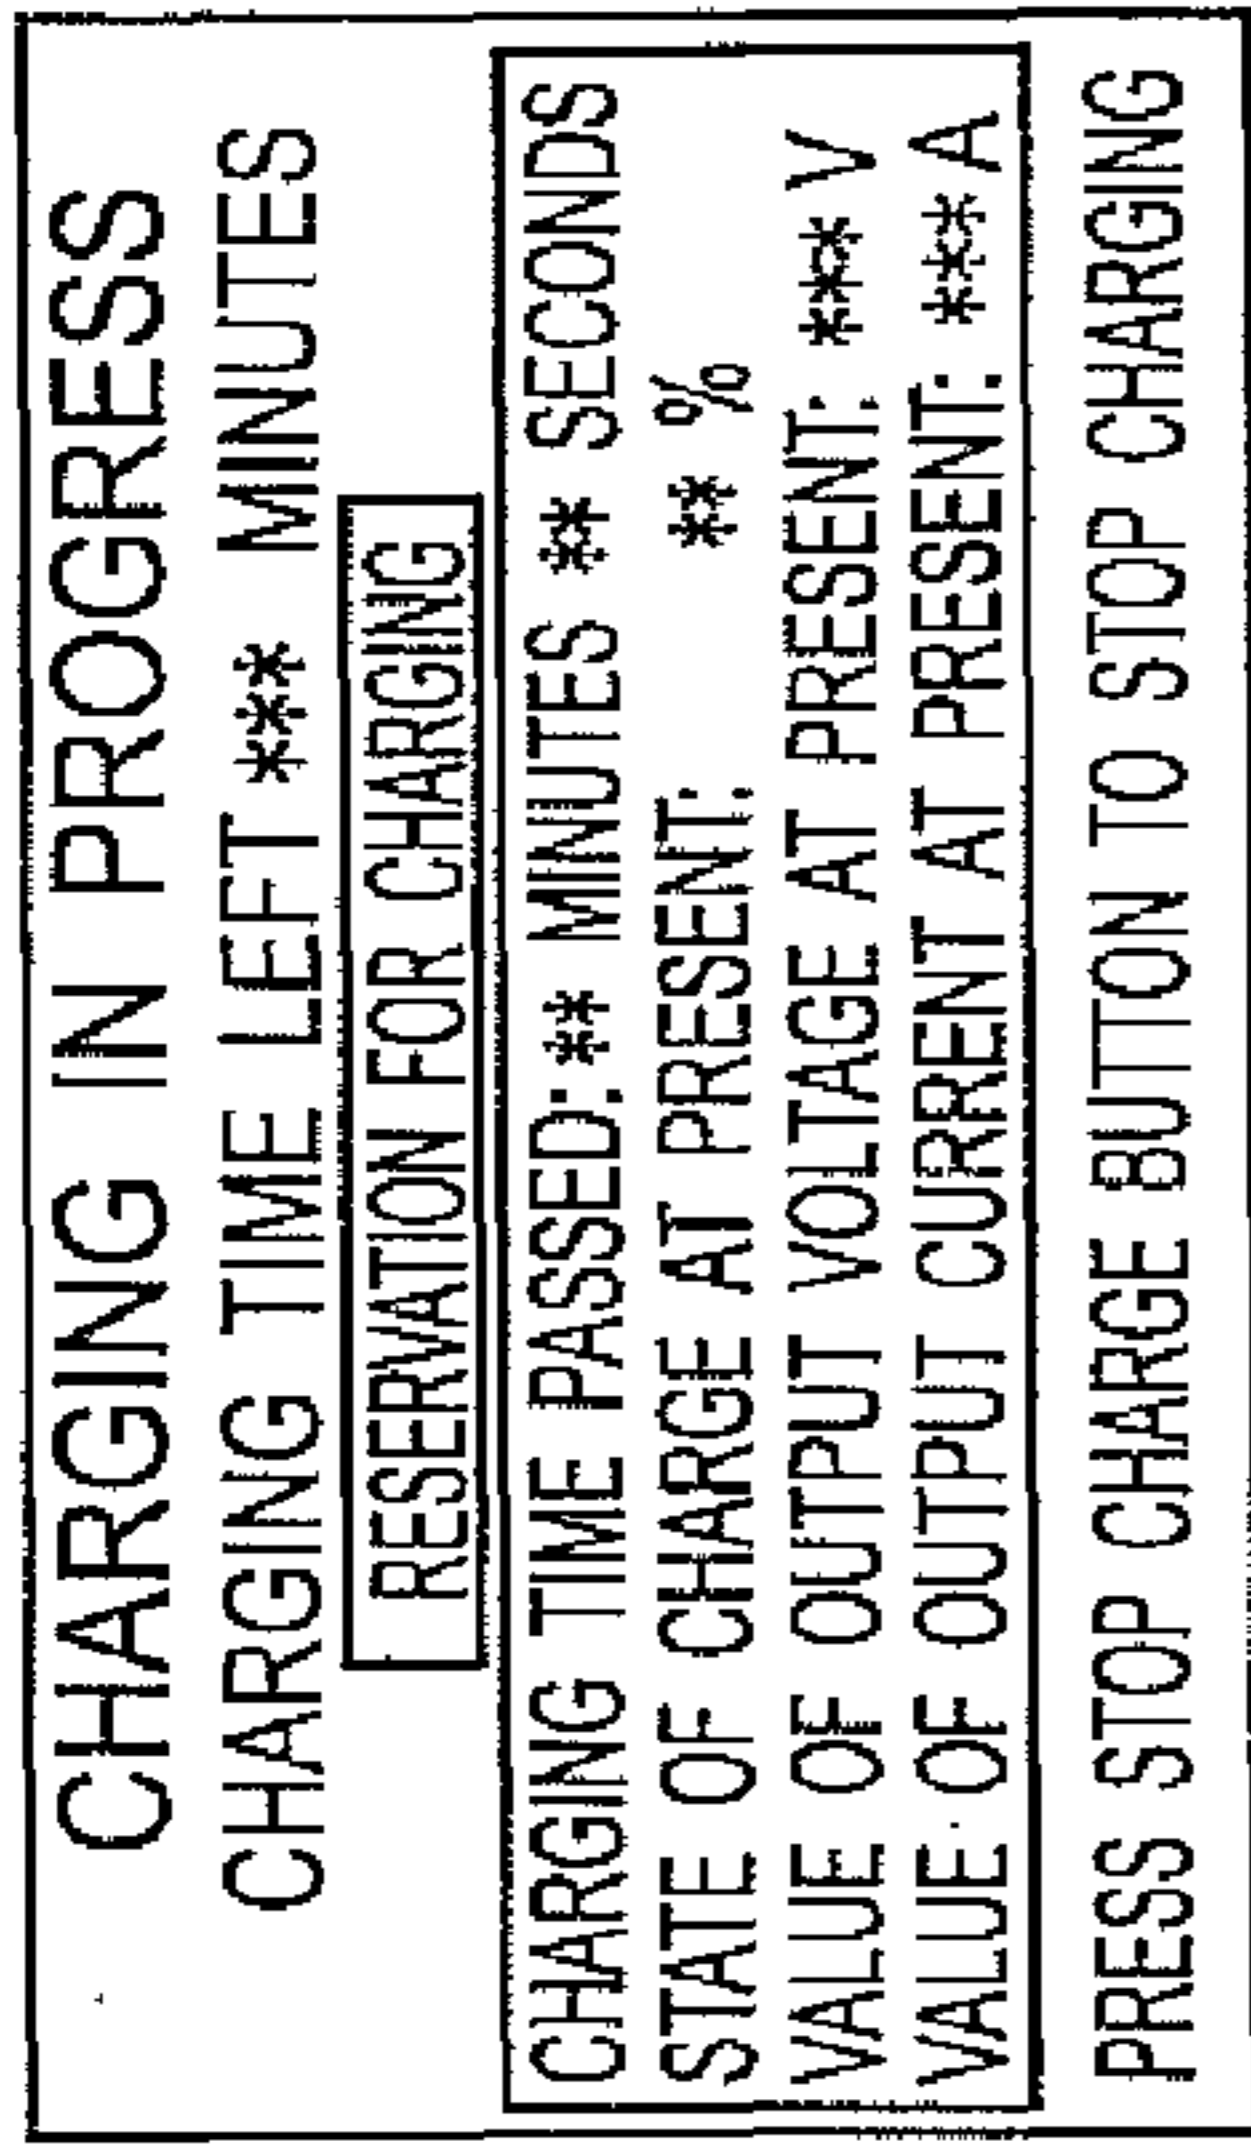 CHARGING IN PROGRESS
CHARGING TIME LEFT *** MINUTES
RESERVATION FOR CHARGING
CHARGING TIME PASSED: ** MINUTES ** SECONDS
STATE OF CHARGE AT PRESENT: ** %
VALUE OF OUTPUT VOLTAGE AT PRESENT: *** V
VALUE OF OUTPUT CURRENT AT PRESENT: *** A
PRESS STOP CHARGE BUTTON TO STOP CHARGING